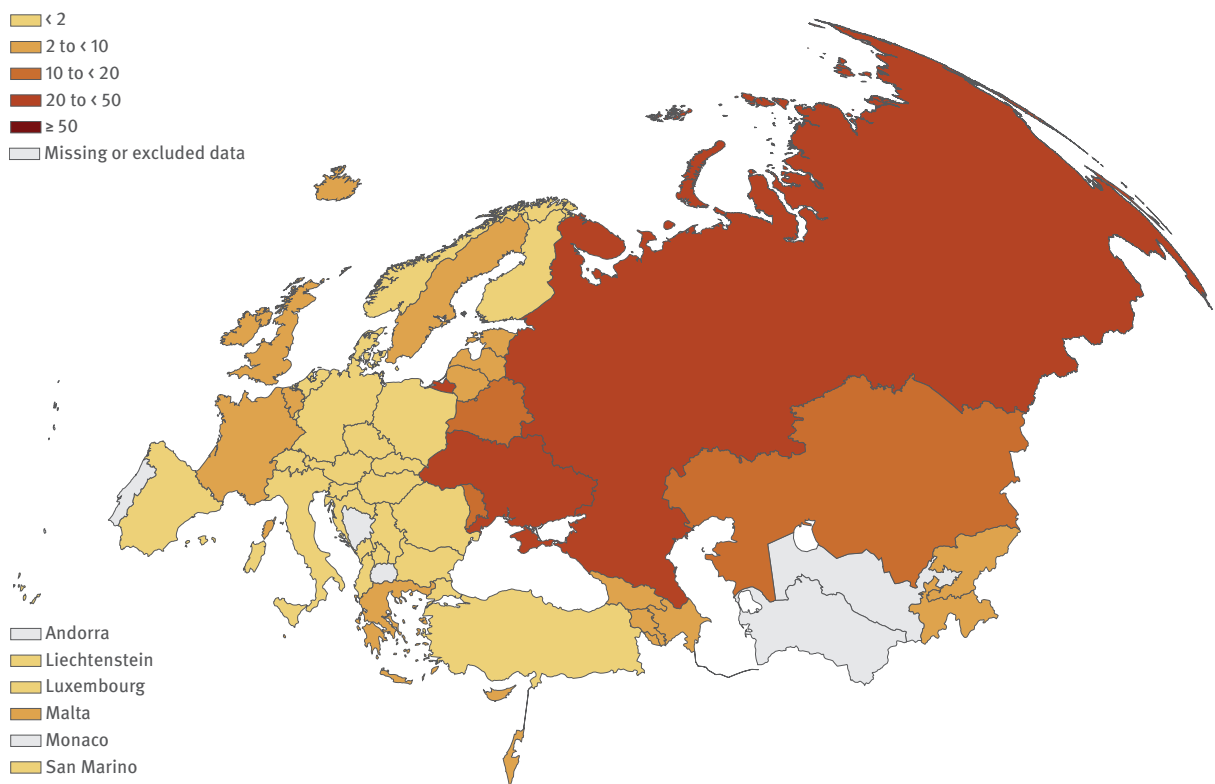 < 2
2 to < 10
10 to < 20
20 to < 50
≥ 50
Missing or excluded data
Andorra
Liechtenstein
Luxembourg
Malta
Monaco
San Marino